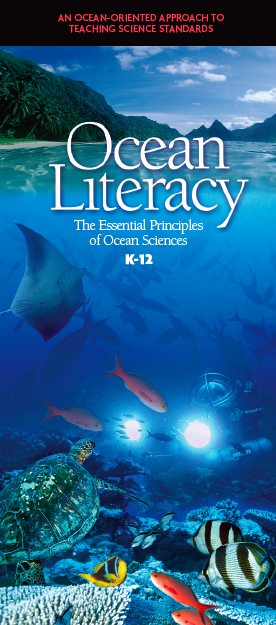 AN OCEAN-ORIENTED APPROACH TO
TEACHING SCIENCE STANDARDS
Ocean
Literacy
The Essential Principles
of Ocean Sciences
K-12